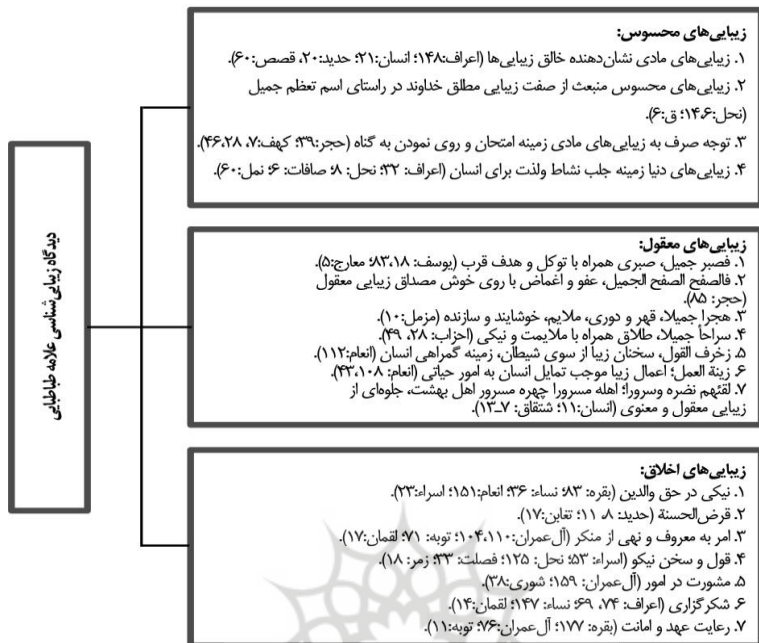 دیدگاه زیبایی‌شناسی علامه طباطبایی
زیبایی‌های محسوس:
۱. زیبایی‌های مادی نشان‌دهنده خالق زیبایی‌ها (اعراف:۱۴۸؛ انسان:۲۱؛ حدید:۲۰، قصص:۶۰).
۲. زیبایی‌های محسوس منبعث از صفت زیبایی مطلق خداوند در راستای اسم تعظم جمیل
(نحل:۱۴،۶؛ ق:۶).
۳. توجه صرف به زیبایی‌های مادی زمینه امتحان و روی نمودن به گناه (حجر:۳۹؛ کهف:۷، ۴۶،۲۸).
۴. زیبایی‌های دنیا زمینه جلب نشاط ولذت برای انسان (اعراف: ۳۲؛ نحل: ۸؛ صافات: ۶؛ نمل:۶۰).
زیبایی‌های معقول:
۱. فصبر جمیل، صبری همراه با توکل و هدف قرب (یوسف: ۸۳،۱۸؛ معارج:۵).
۲. فالصفح الصفح الجمیل، عفو و اغماض با روی خوش مصداق زیبایی معقول
(حجر: ۸۵).
۳. هجرا جمیلا، قهر و دوری، ملایم، خوشایند و سازنده (مزمل:۱۰).
۴. سراحاً جمیلا، طلاق همراه با ملایمت و نیکی (احزاب: ۲۸، ۴۹).
۵. زخرف القول، سخنان زیبا از سوی شیطان، زمینه گمراهی انسان (انعام:۱۱۲).
۶. زینة العمل؛ اعمال زیبا موجب تمایل انسان به امور حیاتی (انعام: ۴۳،۱۰۸).
۷. لقئهم نضره وسرورا؛ اهله مسرورا چهره مسرور اهل بهشت، جلوه‌ای از
زیبایی معقول و معنوی (انسان:۱۱؛ شتقاق: ۷_۱۳).
زیبایی‌های اخلاق:
۱. نیکی در حق والدین (بقره: ۸۳؛ نساء: ۳۶؛ انعام:۱۵۱؛ اسراء:۲۳).
۲. قرض‌الحسنة (حدید: ۸، ۱۱؛ تغابن:۱۷).
۳. امر به معروف و نهی از منکر (آل‌عمران:۱۰۴،۱۱۰؛ توبه: ۷۱؛ لقمان:۱۷).
۴. قول و سخن نیکو (اسراء: ۵۳؛ نحل: ۱۲۵؛ فصلت: ۳۳؛ زمر: ۱۸).
۵. مشورت در امور (آل‌عمران: ۱۵۹؛ شوری:۳۸).
۶. شکرگزاری (اعراف: ۷۴، ۶۹؛ نساء: ۱۴۷؛ لقمان:۱۴).
۷. رعایت عهد و امانت (بقره: ۱۷۷؛ آل‌عمران:۷۶؛ توبه:۱۱).